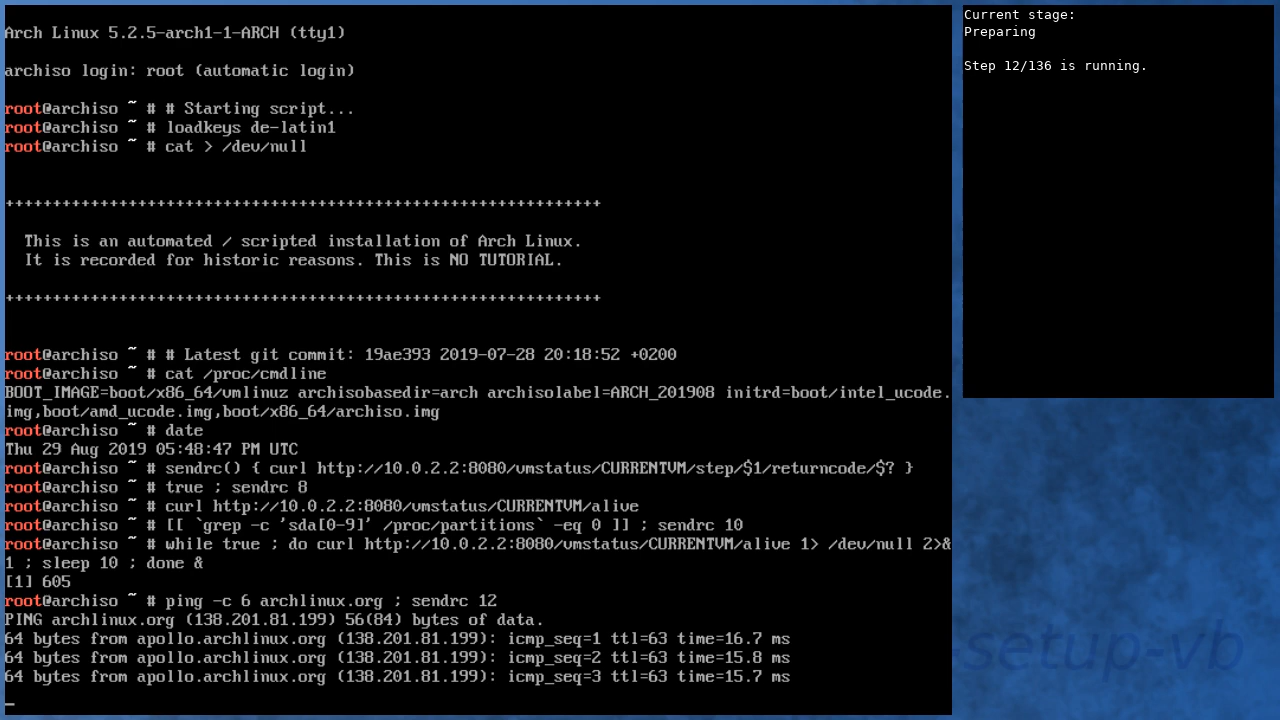 Arch Linux 5.2.5-arch1-1-ARCH (tty1)
archiso login: root (automatic login)
root@archiso ~ # # Starting script...
root@archiso ~ # loadkeys de-latin1
root@archiso ~ # cat > /dev/null
+++++++++++++++++++++++++++++++++++++++++++++++++++++++++++++++
This is an automated / scripted installation of Arch Linux.
It is recorded for historic reasons. This is NO TUTORIAL.
+++++++++++++++++++++++++++++++++++++++++++++++++++++++++++++++
root@archiso ~ # # Latest git commit: 19ae393 2019-07-28 20:18:52 +0200
root@archiso ~ # cat /proc/cmdline
BOOT_IMAGE=boot/x86_64/vmlinuz archisobasedir=arch archisolabel=ARCH_201908 initrd=boot/intel_ucode.
img,boot/amd_ucode.img,boot/x86_64/archiso.img
root@archiso ~ # date
Thu 29 Aug 2019 05:48:47 PM UTC
root@archiso ~ # sendrc() { curl http://10.0.2.2:8080/vmstatus/CURRENTVM/step/$1/returncode/$? }
root@archiso ~ # true ; sendrc 8
root@archiso ~ # curl http://10.0.2.2:8080/vmstatus/CURRENTVM/alive
root@archiso ~ # [[ `grep -c 'sda[0-9]' /proc/partitions` -eq 0 ]] ; sendrc 10
root@archiso ~ # while true ; do curl http://10.0.2.2:8080/vmstatus/CURRENTVM/alive 1> /dev/null 2>&
1 ; sleep 10 ; done &
[1] 605
root@archiso ~ # ping -c 6 archlinux.org ; sendrc 12
PING archlinux.org (138.201.81.199) 56(84) bytes of data.
64 bytes from apollo.archlinux.org (138.201.81.199): icmp_seq=1 ttl=63 time=16.7 ms
64 bytes from apollo.archlinux.org (138.201.81.199): icmp_seq=2 ttl=63 time=15.8 ms
64 bytes from apollo.archlinux.org (138.201.81.199): icmp_seq=3 ttl=63 time=15.7 ms
Current stage:
Preparing
Step 12/136 is running.
-setup-vb